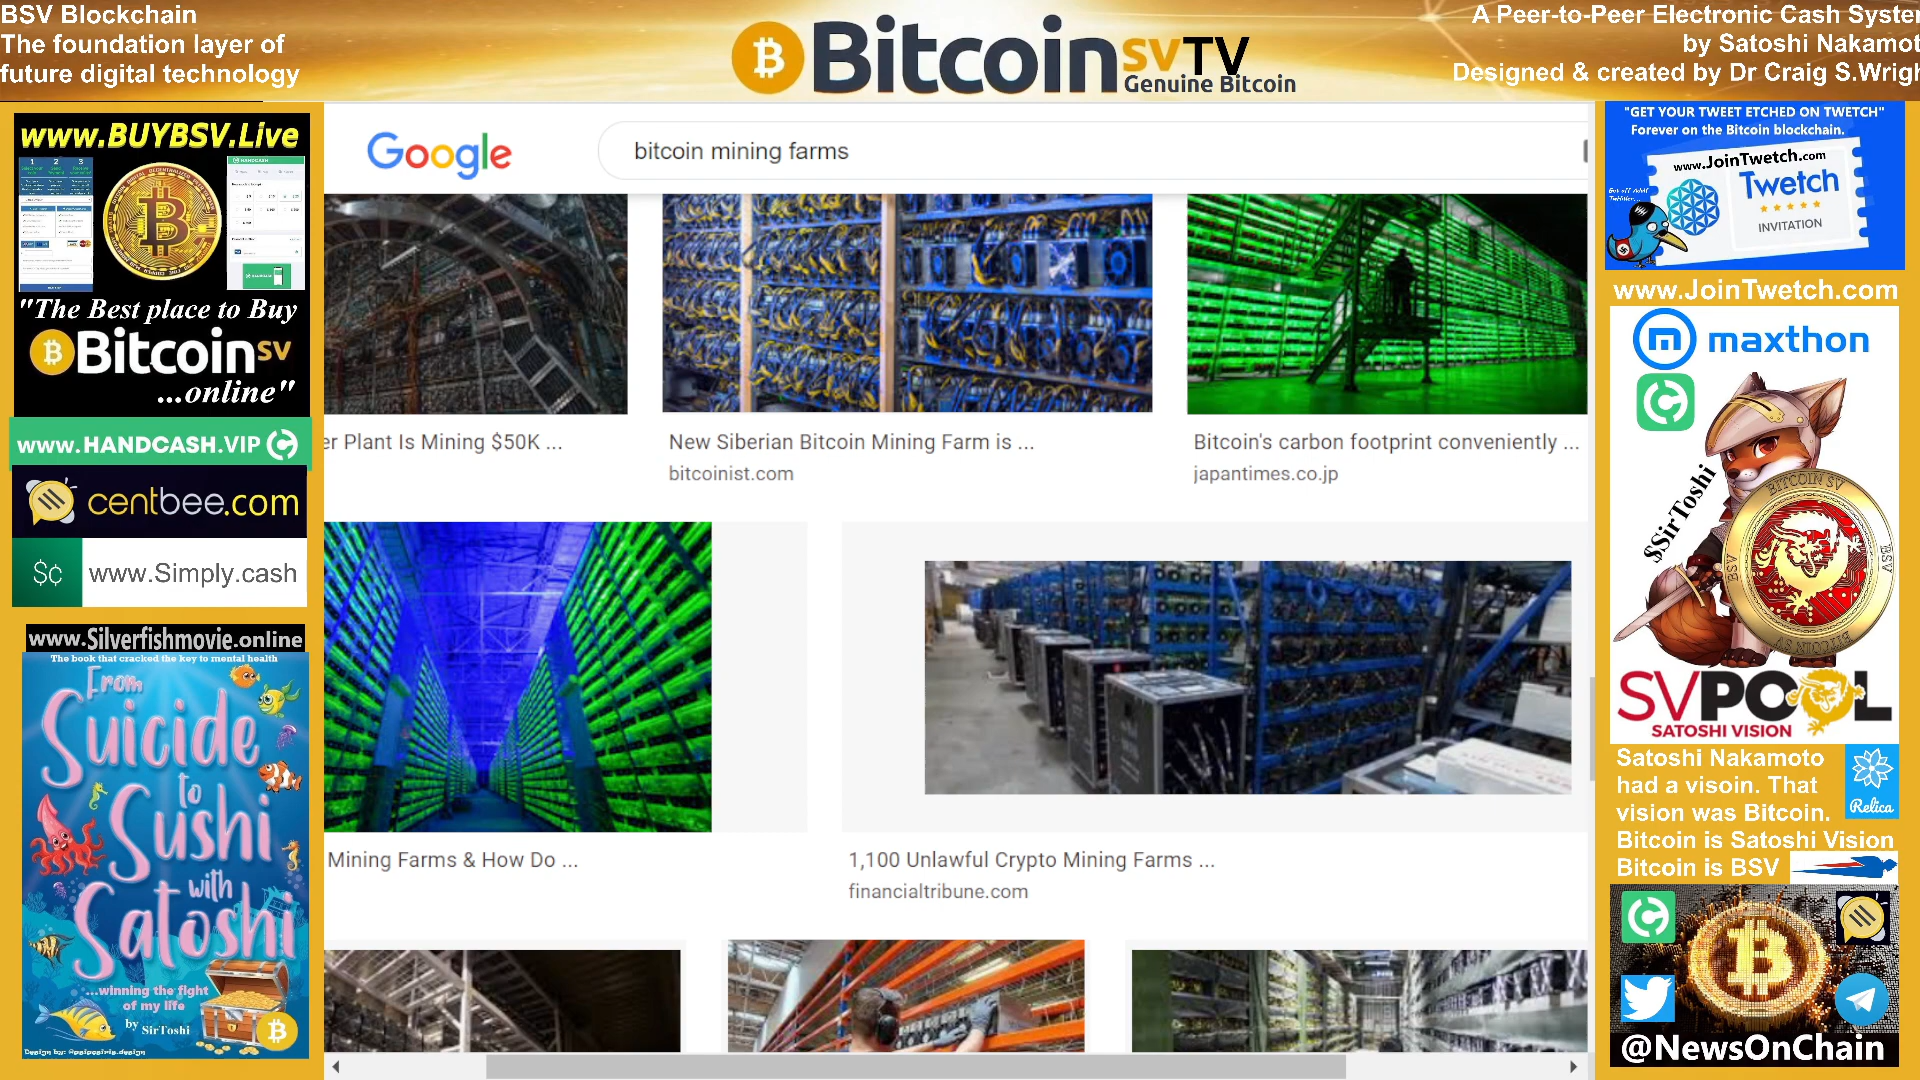 BSV Blockchain
The foundation layer of
future digital technology
BitcoinSVTV
Genuine Bitcoin
A Peer-to-Peer Electronic Cash System
by Satoshi Nakamot
Designed & created by Dr Craig S.Wrigh
www.BUYBSV.Live
"The Best place to Buy
BitcoinSV
...online"
www.HANDCASH.VIP
centbee.com
$¢ www.Simply.cash
www.Silverfishmovie.online
The book that cracked the key to mental health
From
Suicide
to
Sushi
with
Satoshi
...winning the fight
of my life
by SirToshi
Google
bitcoin mining farms
er Plant Is Mining $50K ...
New Siberian Bitcoin Mining Farm is ...
bitcoinist.com
Bitcoin's carbon footprint conveniently ...
japantimes.co.jp
Mining Farms & How Do ...
1,100 Unlawful Crypto Mining Farms ...
financialtribune.com
"GET YOUR TWEET ETCHED ON TWETCH"
Forever on the Bitcoin blockchain.
www.JoinTwetch.com
Twetch
INVITATION
www.JoinTwetch.com
maxthon
$SirToshi
BITCOIN SV
BSV
BSV
BITCOIN SV
SVPOOL
SATOSHI VISION
Satoshi Nakamoto
had a visoin. That
vision was Bitcoin.
Relica
Bitcoin is Satoshi Vision
Bitcoin is BSV
@NewsOnChain